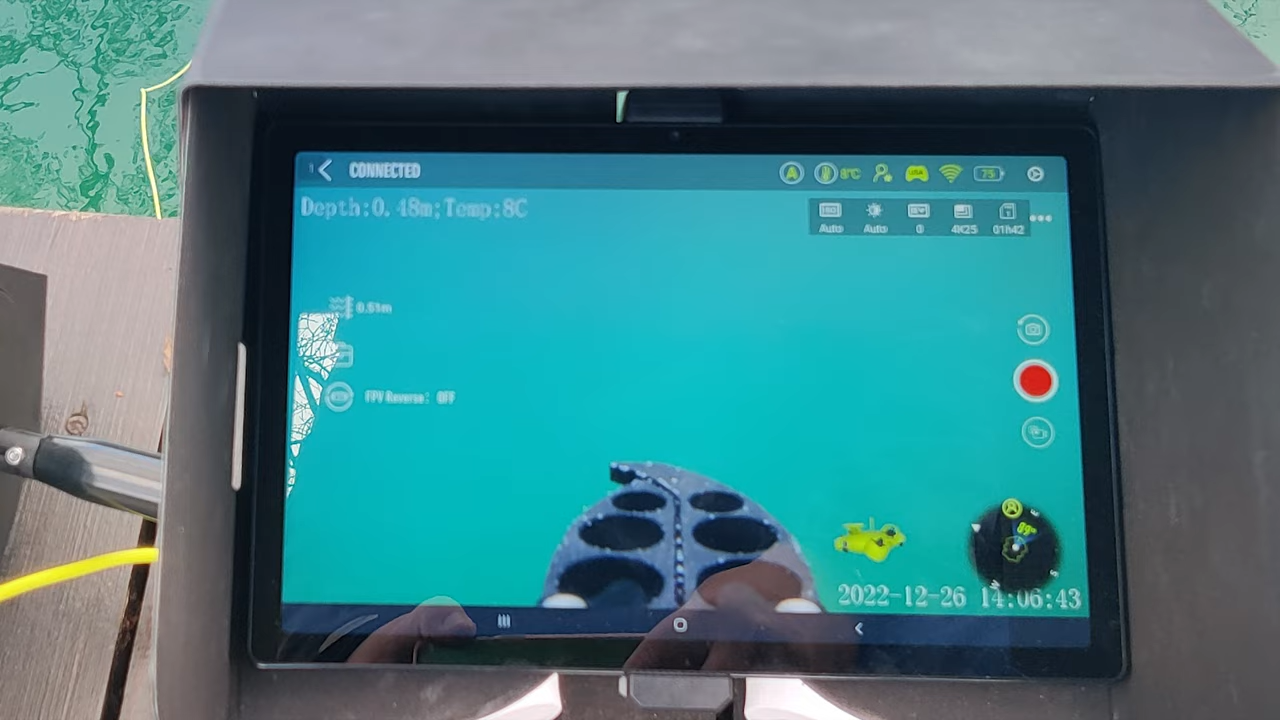 CONNECTED
8°C
75
Depth:0.48m;Temp:8C
Auto Auto 0 4K25 01h42
0.51m
FPV Reverse: OFF
2022-12-26 14:06:43